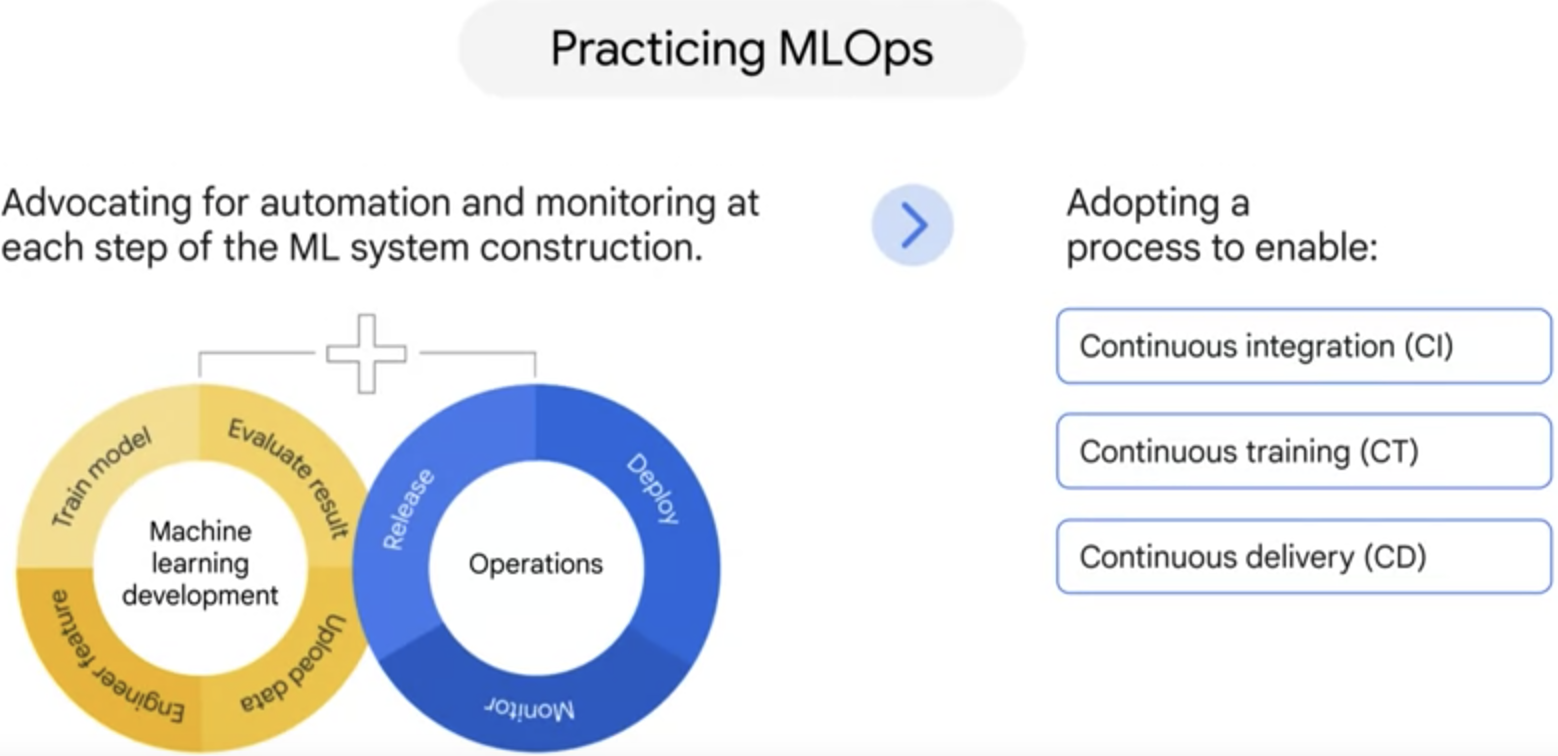 Practicing MLOps
Advocating for automation and monitoring at
each step of the ML system construction.
Train model
Evaluate result
Machine
learning
development
Engineer feature
Upload data
Release
Deploy
Operations
Monitor
Adopting a
process to enable:
Continuous integration (CI)
Continuous training (CT)
Continuous delivery (CD)